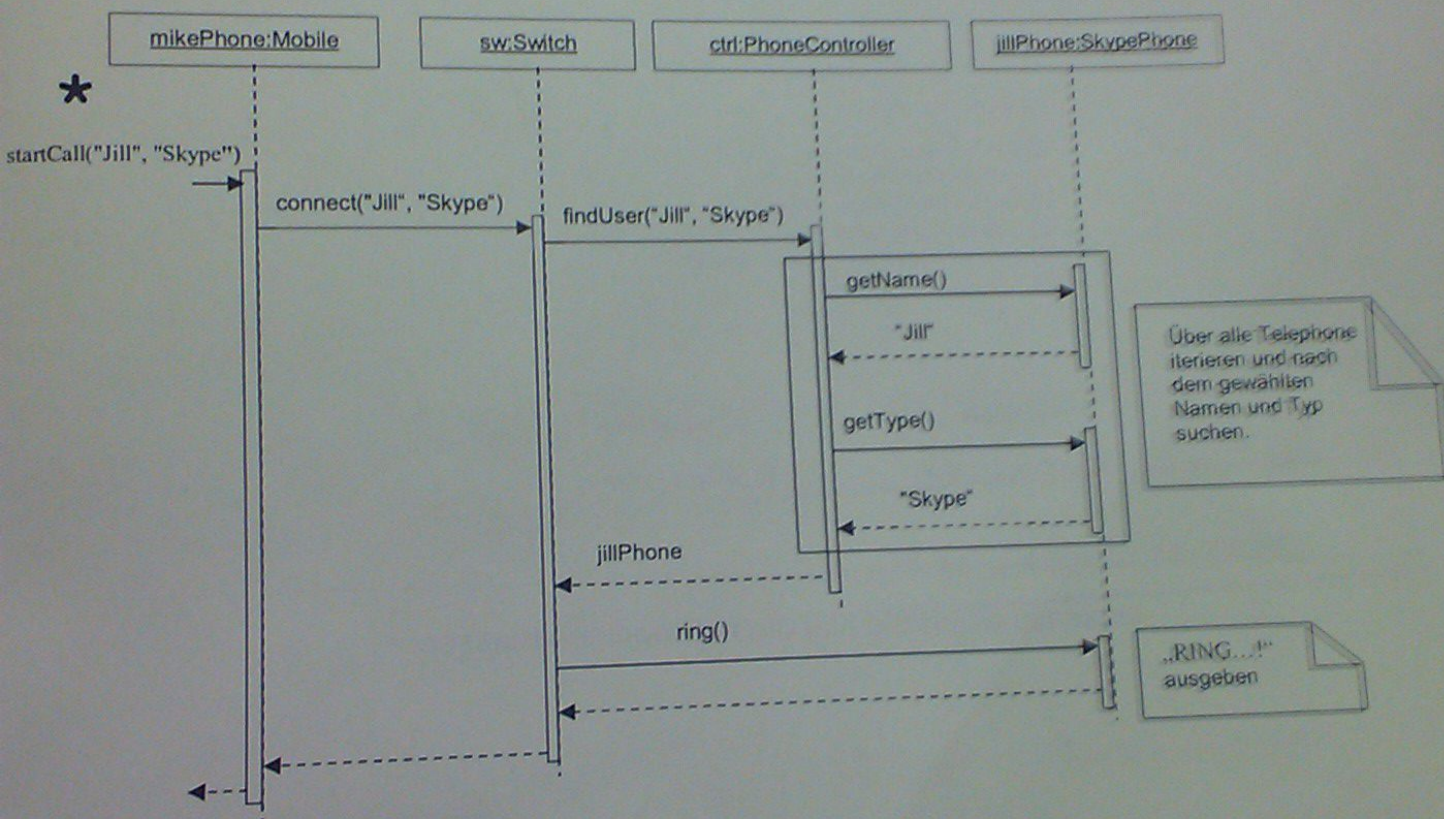 mikePhone:Mobile
sw:Switch
ctrl:PhoneController
jillPhone:SkypePhone
*
startCall("Jill", "Skype")
connect("Jill", "Skype")
findUser("Jill", "Skype")
getName()
"Jill"
Über alle Telephone
iterieren und nach
dem gewählten
Namen und Typ
suchen.
getType()
"Skype"
jillPhone
ring()
„RING…!“
ausgeben